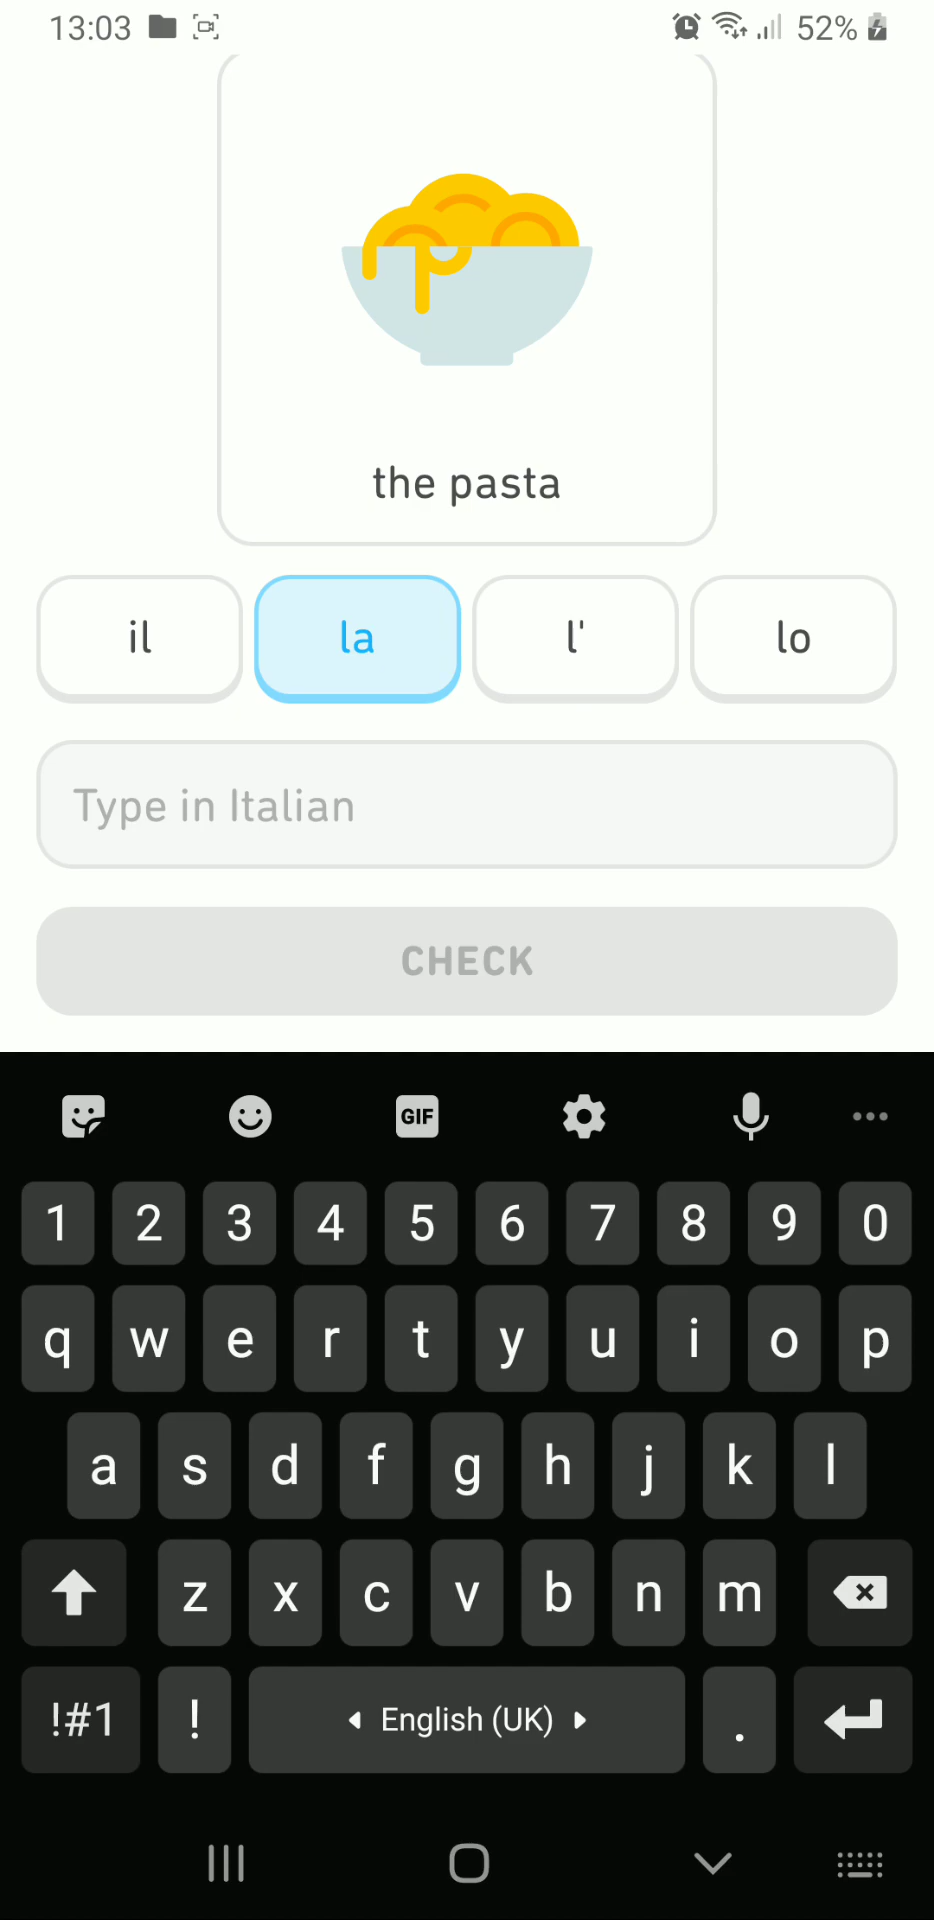 13:03 52%
the pasta
il la l' lo
Type in Italian
CHECK
GIF
1 2 3 4 5 6 7 8 9 0
q w e r t y u i o p
a s d f g h j k l
z x c v b n m
!#1 ! English (UK) .